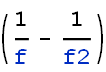 (1/f - 1/f2)